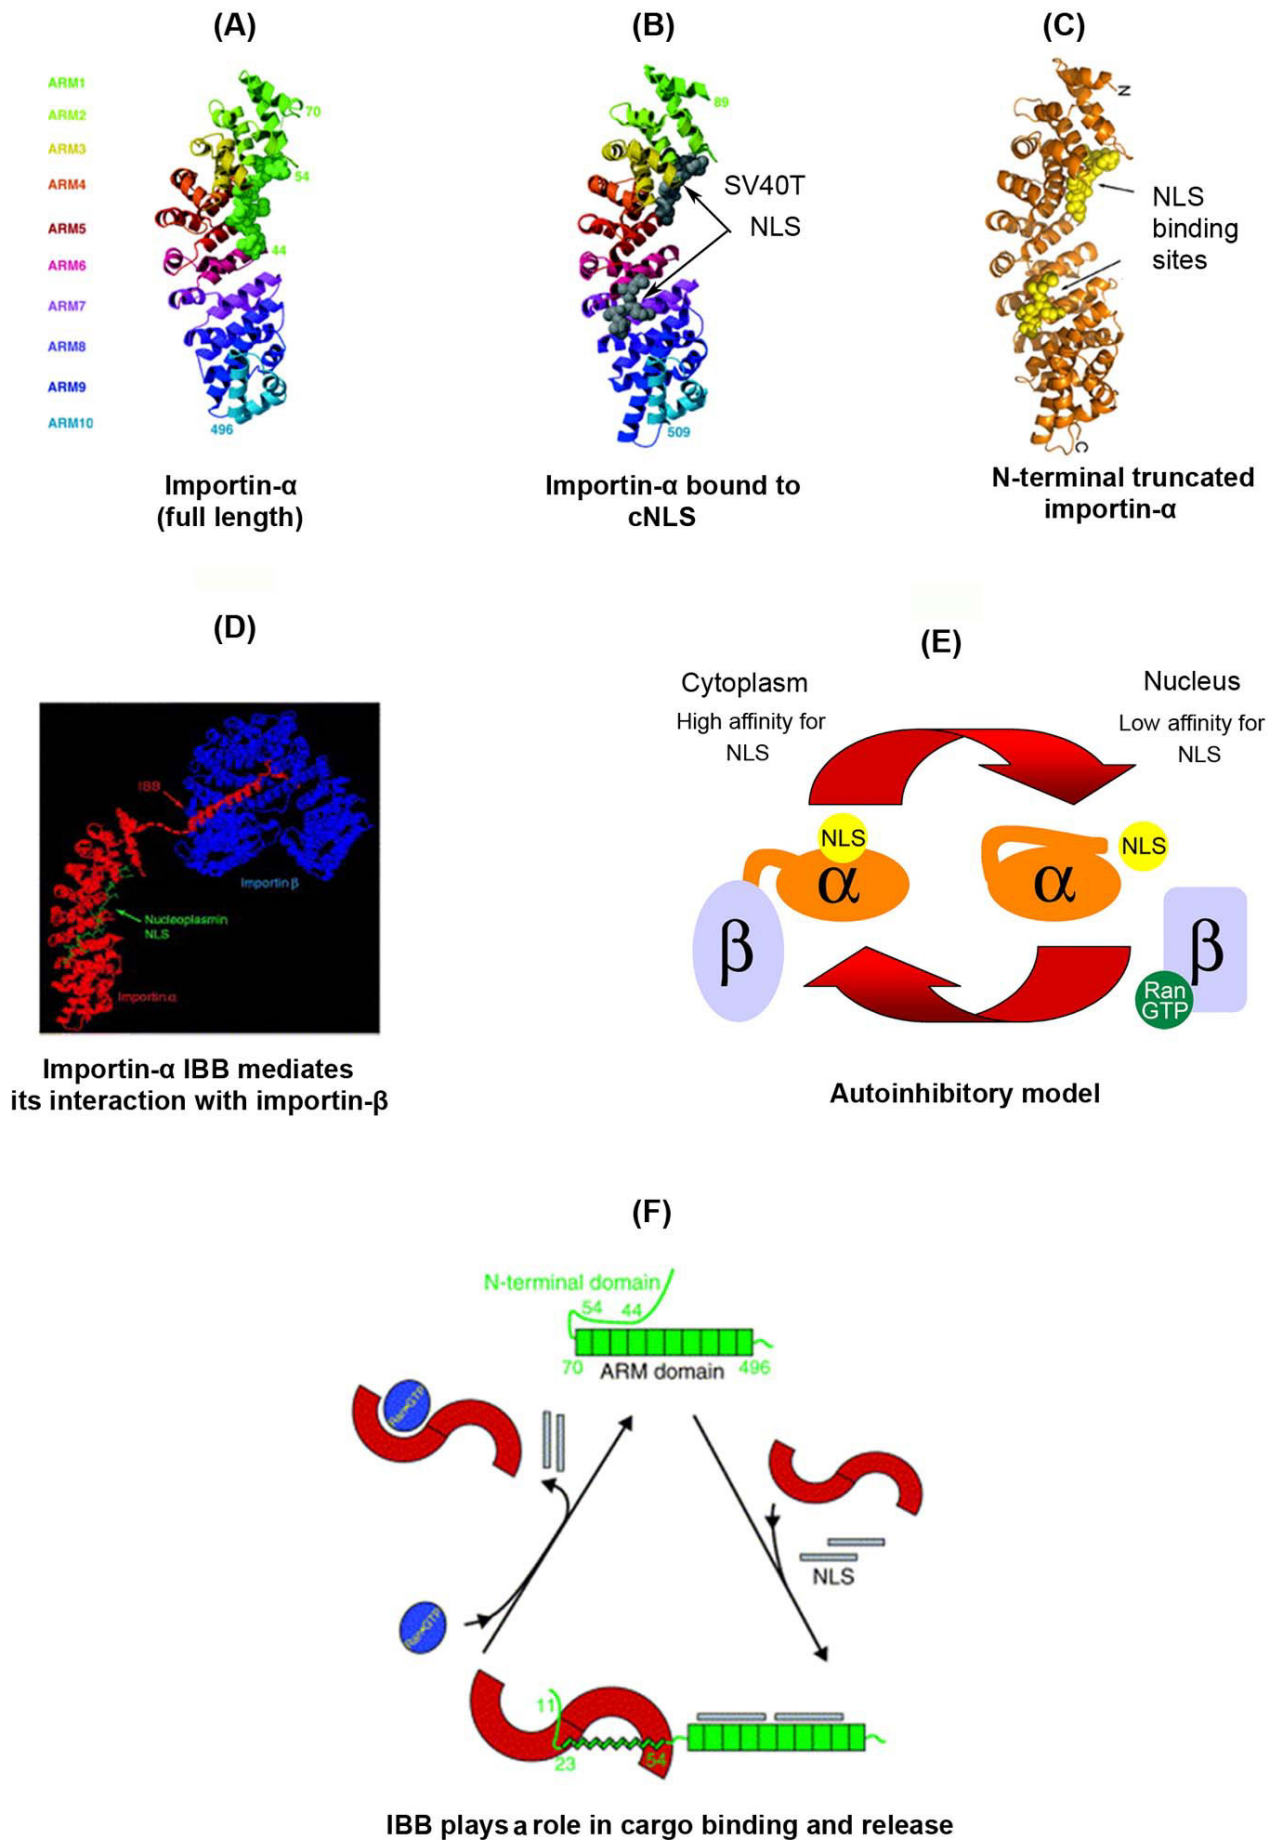 (A)
(B)
(C)
ARM1
ARM2
ARM3
ARM4
ARM5
ARM6
ARM7
ARM8
ARM9
ARM10
70
54
44
496
89
SV40T
NLS
509
N
NLS
binding
sites
C
Importin-α
(full length)
Importin-α bound to
cNLS
N-terminal truncated
importin-α
(D)
IBB
Importin β
Nucleoplasmin
NLS
Importin α
Importin-α IBB mediates
its interaction with importin-β
(E)
Cytoplasm
High affinity for
NLS
Nucleus
Low affinity for
NLS
NLS
α
β
α
NLS
β
Ran
GTP
Autoinhibitory model
(F)
N-terminal domain
54 44
70 ARM domain 496
Ran•GTP
NLS
Ran•GTP
11
23
54
IBB plays a role in cargo binding and release